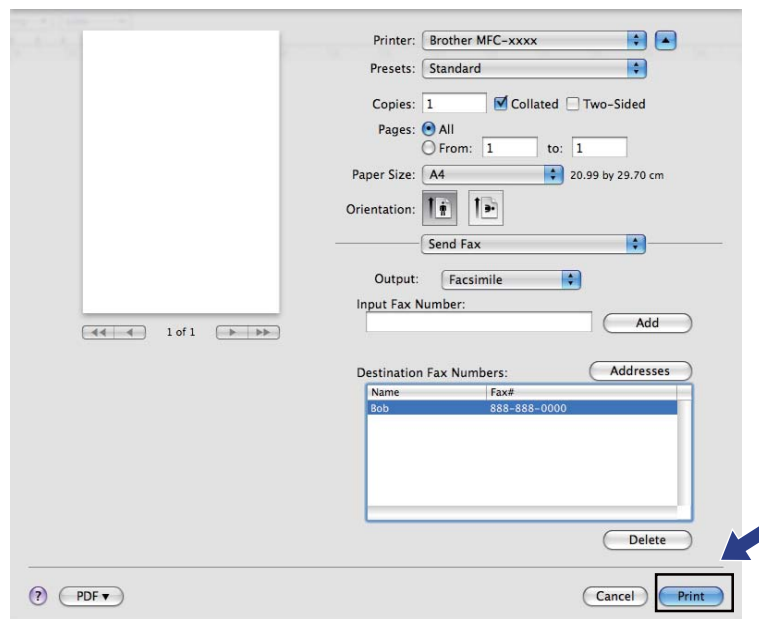 Printer: Brother MFC-xxxx
Presets: Standard
Copies: 1 Collated Two-Sided
Pages: All
From: 1 to: 1
Paper Size: A4 20.99 by 29.70 cm
Orientation:
Send Fax
Output: Facsimile
Input Fax Number:
Add
1 of 1
Destination Fax Numbers: Addresses
Name Fax#
Bob 888-888-0000
Delete
? PDF▼ Cancel Print